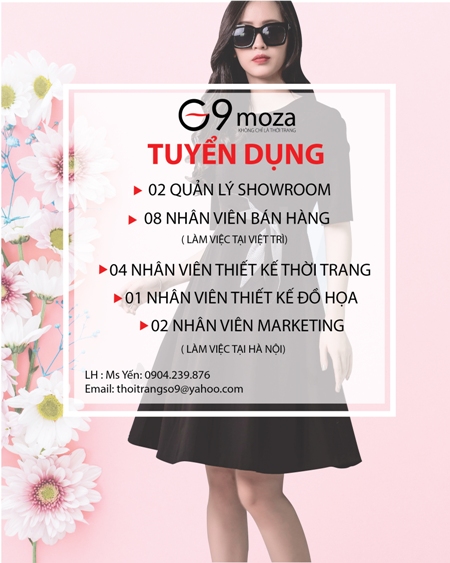 G9 moza
KHÔNG CHỈ LÀ THỜI TRANG
TUYỂN DỤNG
02 QUẢN LÝ SHOWROOM
08 NHÂN VIÊN BÁN HÀNG
( LÀM VIỆC TẠI VIỆT TRÌ)
04 NHÂN VIÊN THIẾT KẾ THỜI TRANG
01 NHÂN VIÊN THIẾT KẾ ĐỒ HỌA
02 NHÂN VIÊN MARKETING
( LÀM VIỆC TẠI HÀ NỘI)
LH : Ms Yến: 0904.239.876
Email: thoitrangso9@yahoo.com